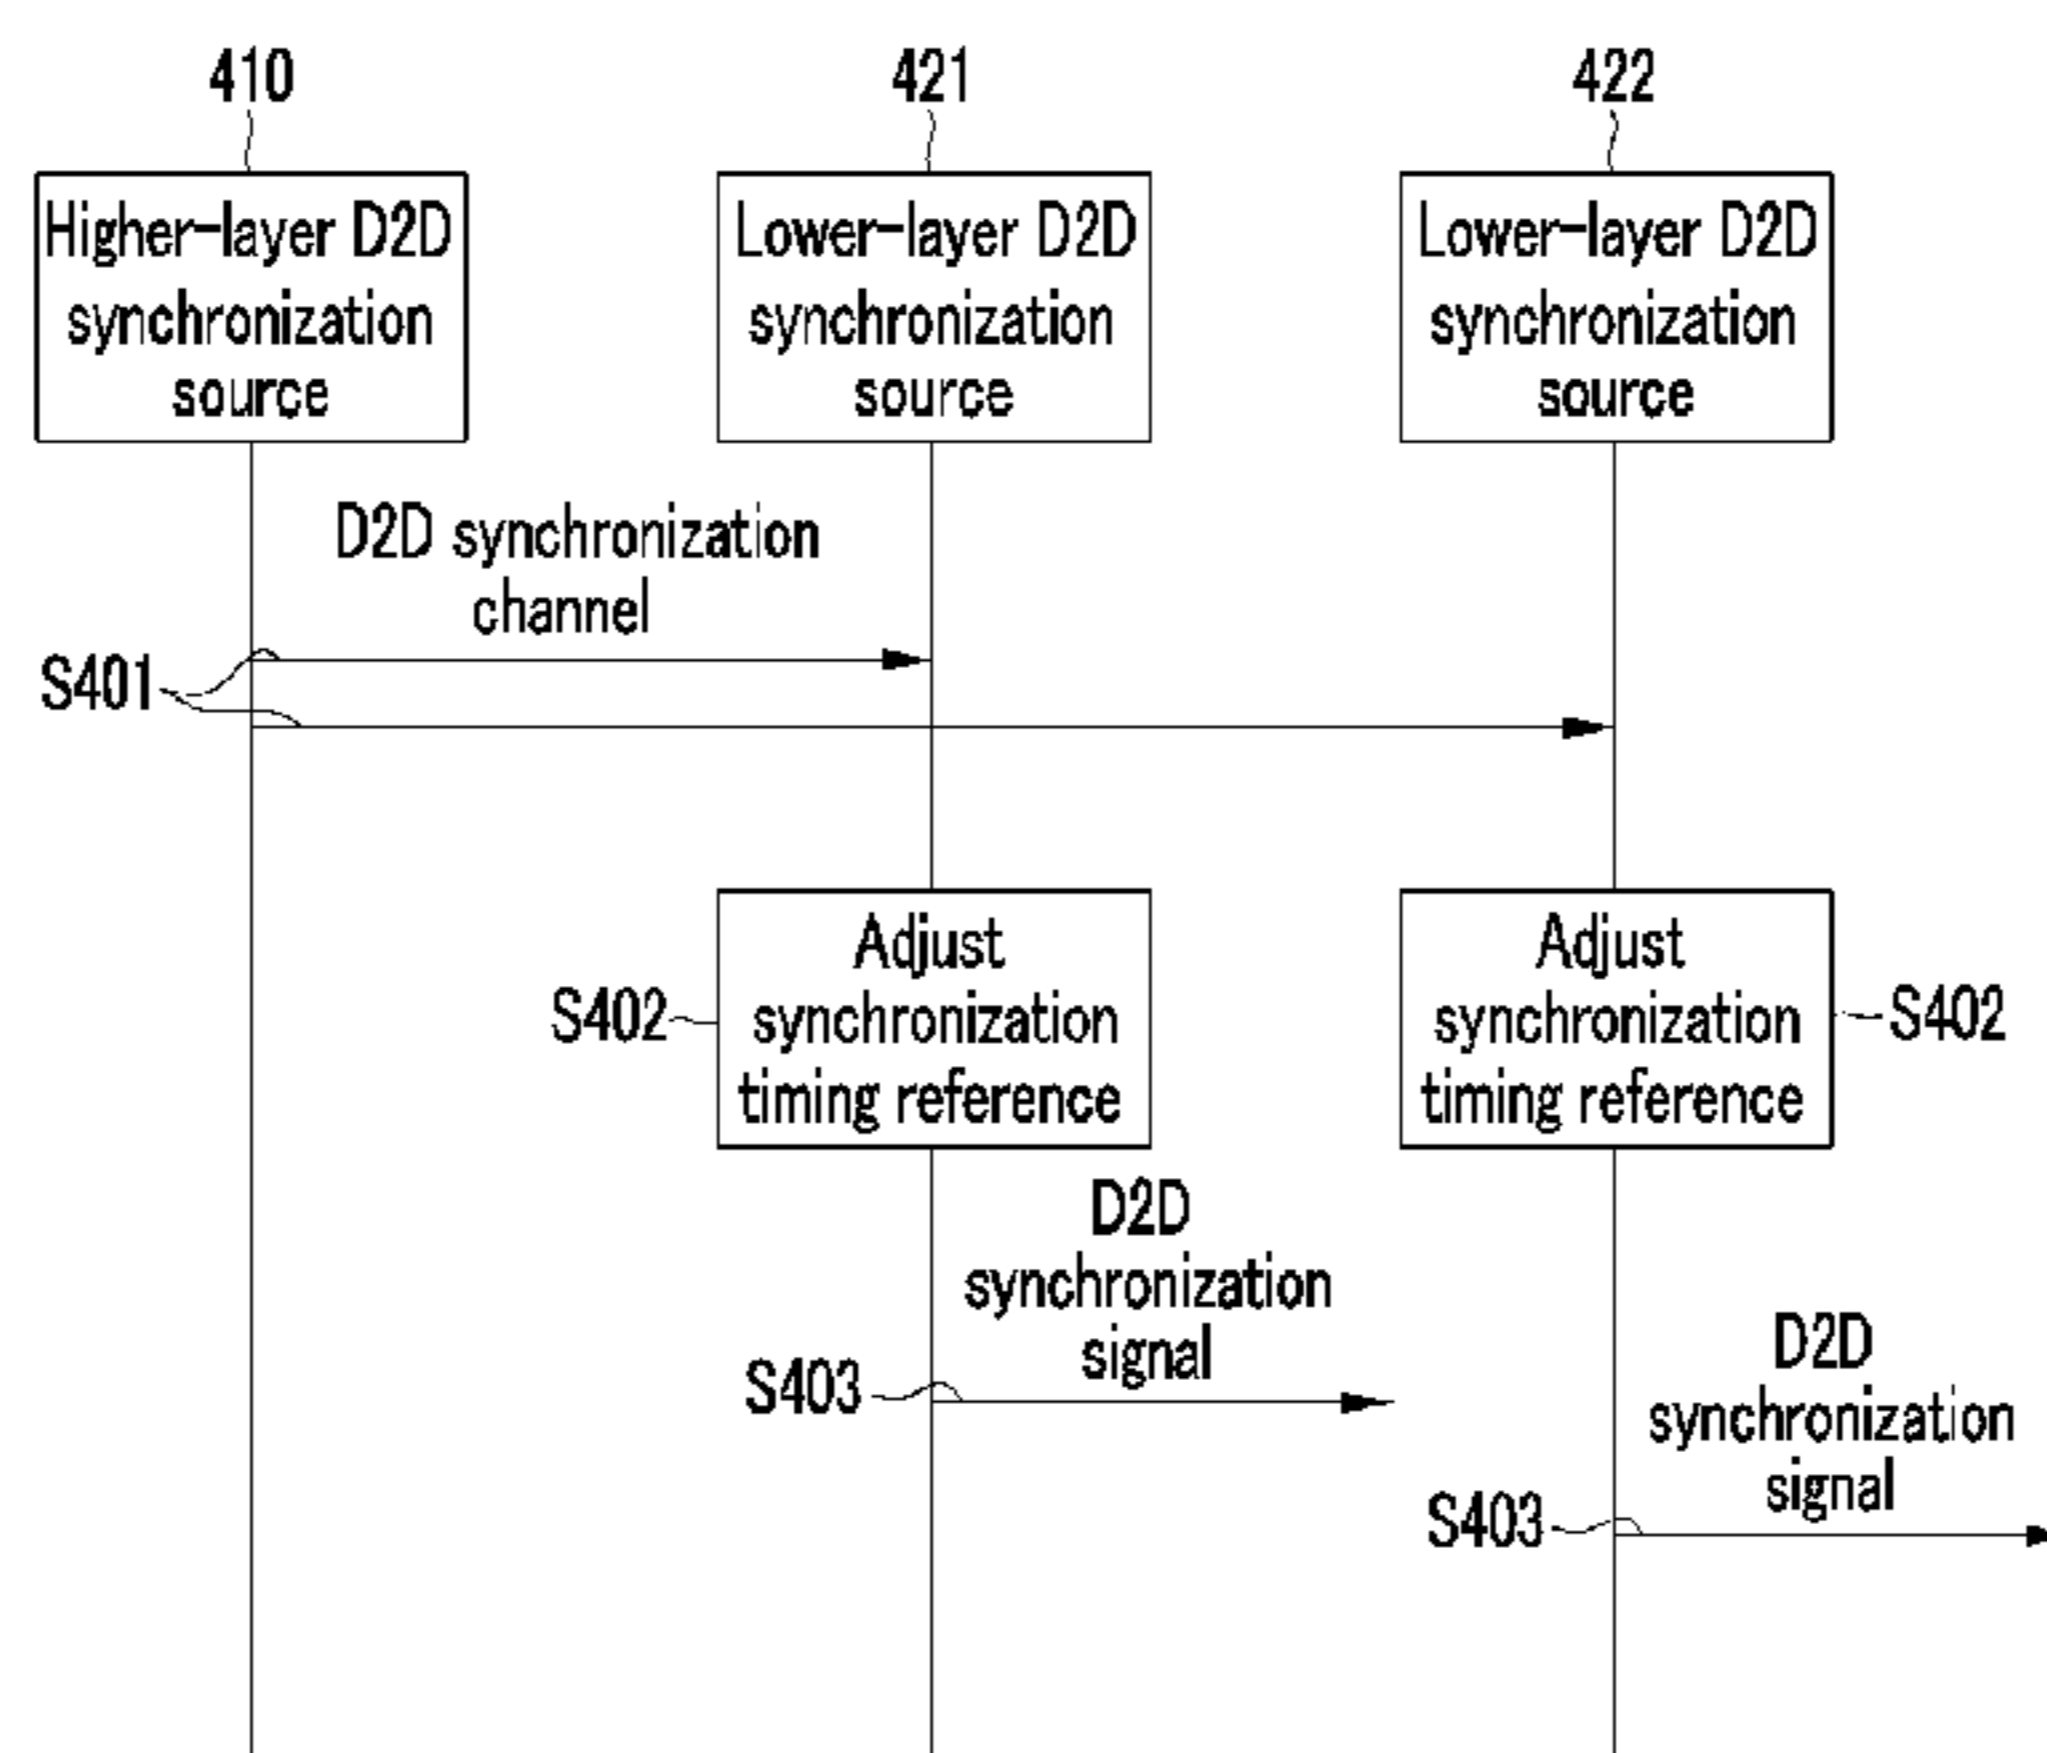 410
421
422
Higher-layer D2D
synchronization
source
Lower-layer D2D
synchronization
source
Lower-layer D2D
synchronization
source
D2D synchronization
channel
S401
Adjust
synchronization
timing reference
S402
Adjust
synchronization
timing reference
S402
D2D
synchronization
signal
S403
D2D
synchronization
signal
S403